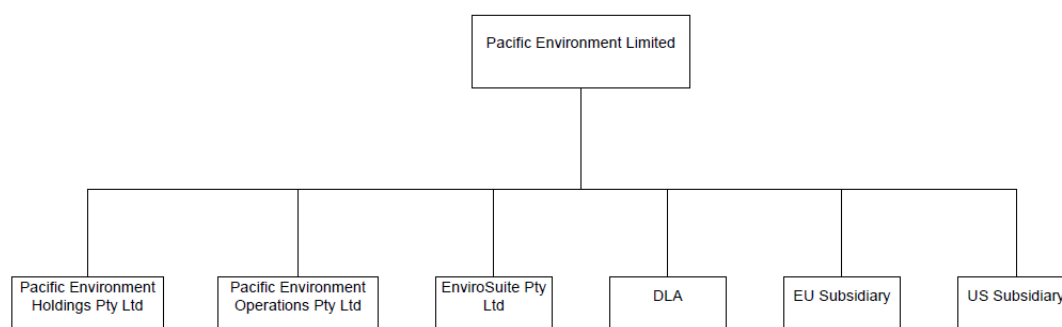 Pacific Environment Limited
Pacific Environment
Holdings Pty Ltd
Pacific Environment
Operations Pty Ltd
EnviroSuite Pty
Ltd
DLA
EU Subsidiary
US Subsidiary